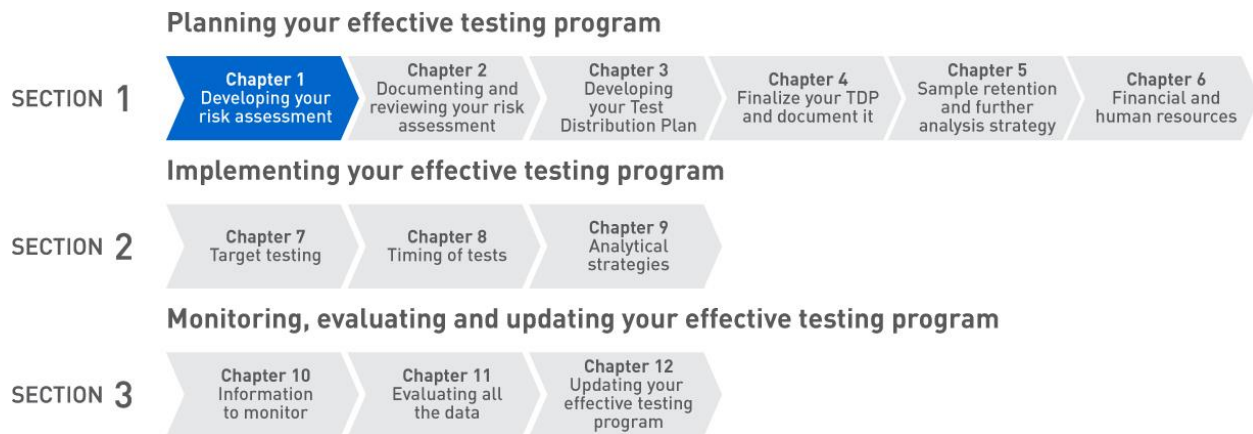 Planning your effective testing program
SECTION 1
Chapter 1
Developing your
risk assessment
Chapter 2
Documenting and
reviewing your risk
assessment
Chapter 3
Developing
your Test
Distribution Plan
Chapter 4
Finalize your TDP
and document it
Chapter 5
Sample retention
and further
analysis strategy
Chapter 6
Financial and
human resources
Implementing your effective testing program
SECTION 2
Chapter 7
Target testing
Chapter 8
Timing of tests
Chapter 9
Analytical
strategies
Monitoring, evaluating and updating your effective testing program
SECTION 3
Chapter 10
Information
to monitor
Chapter 11
Evaluating all
the data
Chapter 12
Updating your
effective testing
program